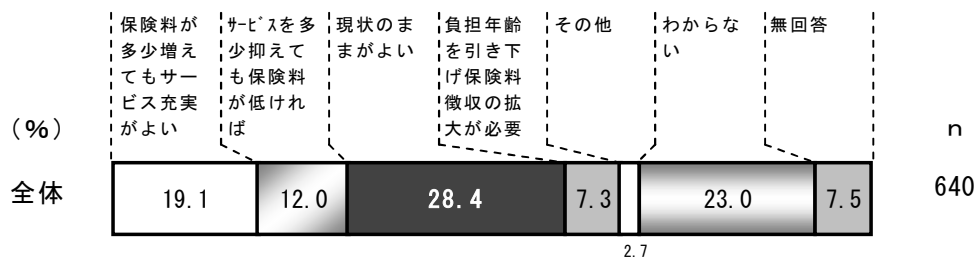 保険料が
多少増え
てもサー
ビス充実
がよい
ｻｰﾋﾞｽを多
少抑えて
も保険料
が低けれ
ば
現状のま
まがよい
負担年齢
を引き下
げ保険料
徴収の拡
大が必要
その他
わからな
い
無回答
(%)
n
全体
19.1
12.0
28.4
7.3
2.7
23.0
7.5
640